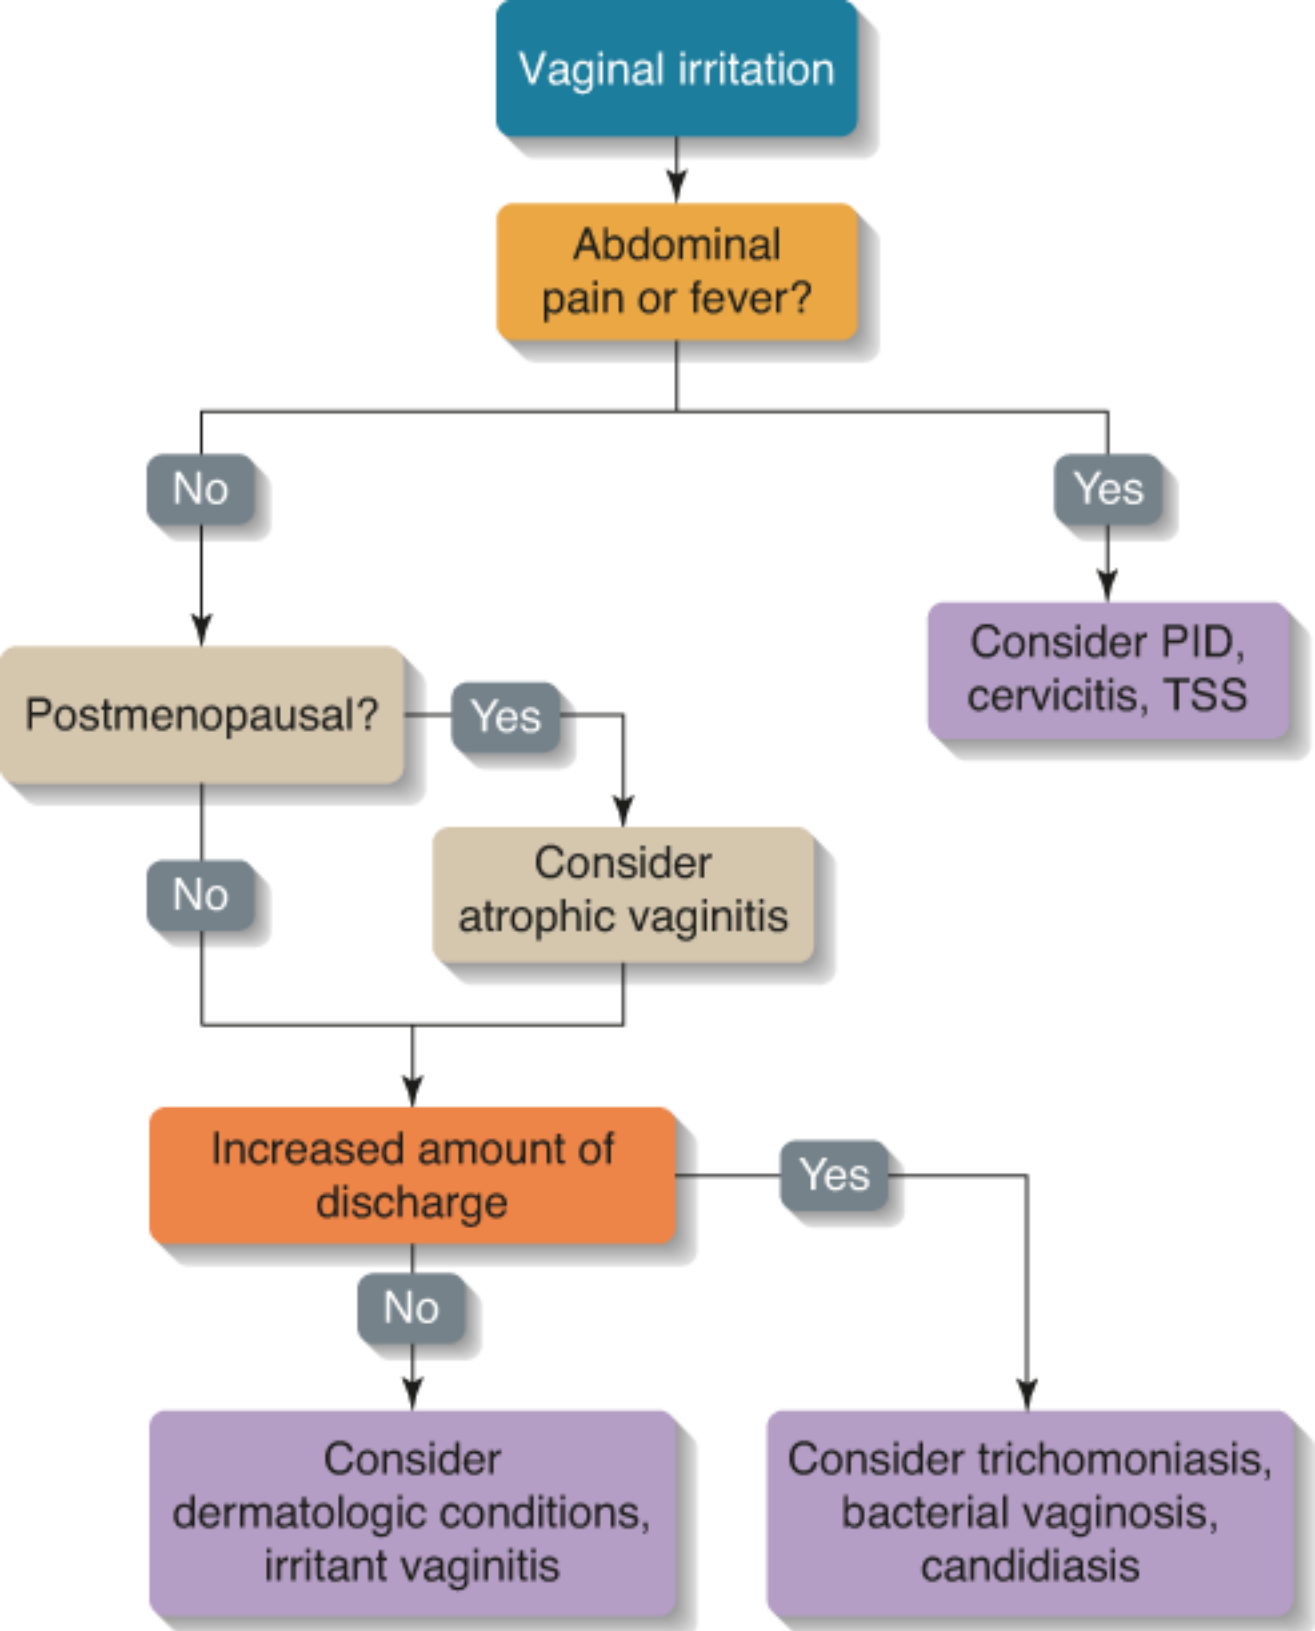 Vaginal irritation
Abdominal
pain or fever?
No
Yes
Consider PID,
cervicitis, TSS
Postmenopausal?
Yes
Consider
atrophic vaginitis
No
Increased amount of
discharge
Yes
No
Consider
dermatologic conditions,
irritant vaginitis
Consider trichomoniasis,
bacterial vaginosis,
candidiasis